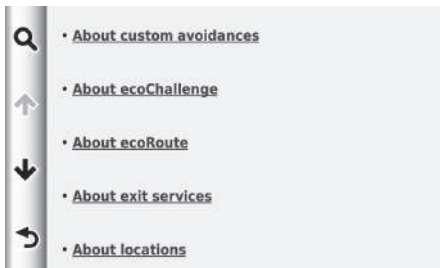 • About custom avoidances
• About ecoChallenge
• About ecoRoute
• About exit services
• About locations